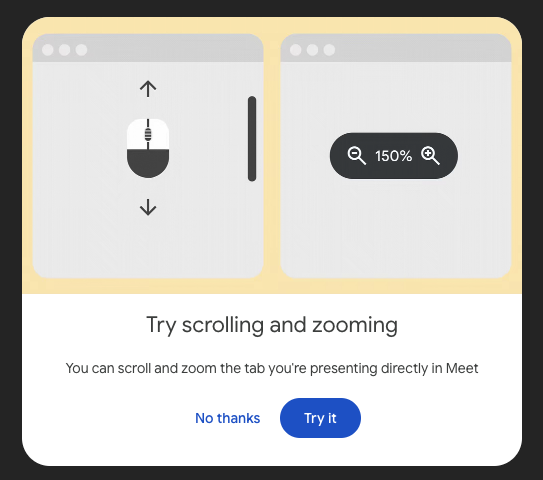 150%
Try scrolling and zooming
You can scroll and zoom the tab you're presenting directly in Meet
No thanks
Try it